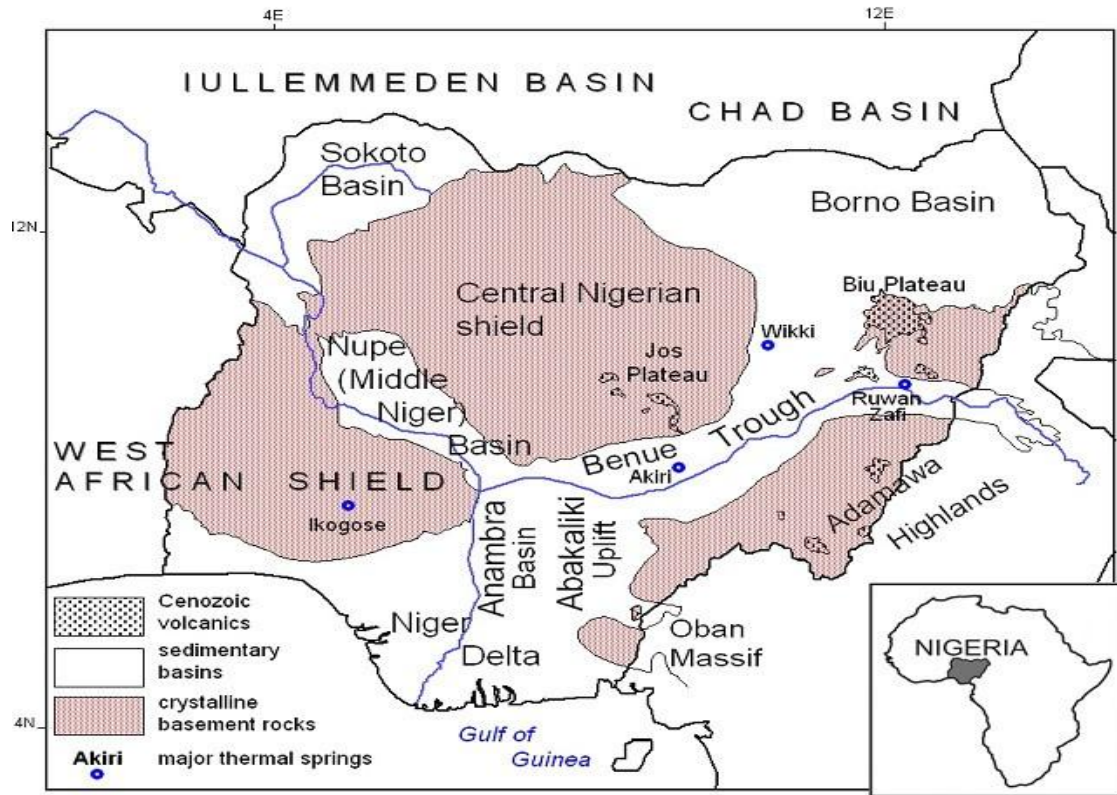 4E
12E
IULLEMMEDEN BASIN
CHAD BASIN
Sokoto
Basin
12N
Borno Basin
Biu Plateau
Central Nigerian
shield
Wikki
Nupe
(Middle
Niger)
Basin
Jos
Plateau
Ruwan
Zafi
Benue Trough
Akiri
WEST
AFRICAN SHIELD
Ikogose
Anambra
Basin
Abakaliki
Uplift
Adamawa
Highlands
Niger
Delta
Oban
Massif
Cenozoic
volcanics
sedimentary
basins
crystalline
basement rocks
Akiri major thermal springs
4N
Gulf of
Guinea
NIGERIA